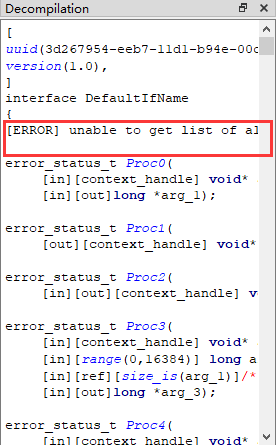 Decompilation
[
uuid(3d267954-eeb7-11d1-b94e-00c
version(1.0),
]
interface DefaultIfName
{
[ERROR] unable to get list of al
error_status_t Proc0(
[in][context_handle] void*
[in][out]long *arg_1);
error_status_t Proc1(
[out][context_handle] void*
error_status_t Proc2(
[in][out][context_handle] v
error_status_t Proc3(
[in][context_handle] void*
[in][range(0,16384)] long a
[in][ref][size_is(arg_1)]/*
[in][out]long *arg_3);
error_status_t Proc4(
[in][context_handle] void*